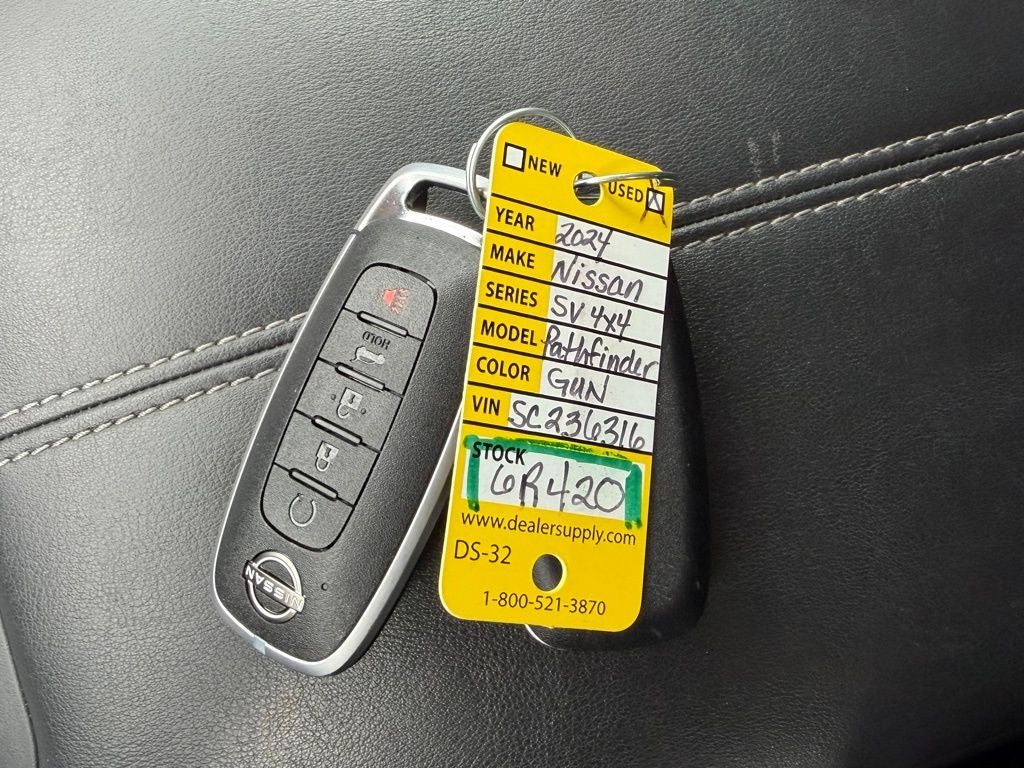 NEW USED
YEAR 2024
MAKE Nissan
SERIES SV 4x4
MODEL Pathfinder
COLOR GUN
VIN SC236316
STOCK
6R420
www.dealersupply.com
DS-32
1-800-521-3870
HOLD
NISSAN